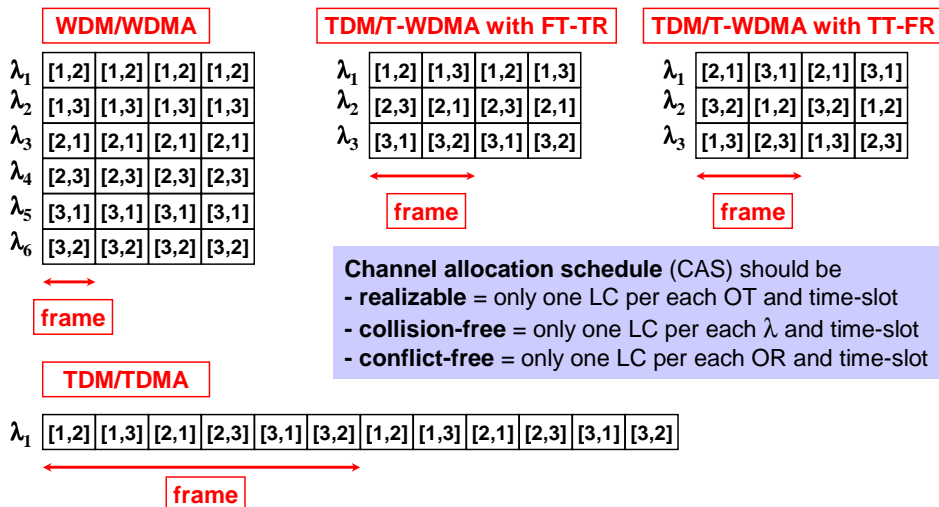 WDM/WDMA
λ1 [1,2] [1,2] [1,2] [1,2]
λ2 [1,3] [1,3] [1,3] [1,3]
λ3 [2,1] [2,1] [2,1] [2,1]
λ4 [2,3] [2,3] [2,3] [2,3]
λ5 [3,1] [3,1] [3,1] [3,1]
λ6 [3,2] [3,2] [3,2] [3,2]
frame
TDM/T-WDMA with FT-TR
λ1 [1,2] [1,3] [1,2] [1,3]
λ2 [2,3] [2,1] [2,3] [2,1]
λ3 [3,1] [3,2] [3,1] [3,2]
frame
TDM/T-WDMA with TT-FR
λ1 [2,1] [3,1] [2,1] [3,1]
λ2 [3,2] [1,2] [3,2] [1,2]
λ3 [1,3] [2,3] [1,3] [2,3]
frame
Channel allocation schedule (CAS) should be
- realizable = only one LC per each OT and time-slot
- collision-free = only one LC per each λ and time-slot
- conflict-free = only one LC per each OR and time-slot
TDM/TDMA
λ1 [1,2] [1,3] [2,1] [2,3] [3,1] [3,2] [1,2] [1,3] [2,1] [2,3] [3,1] [3,2]
frame